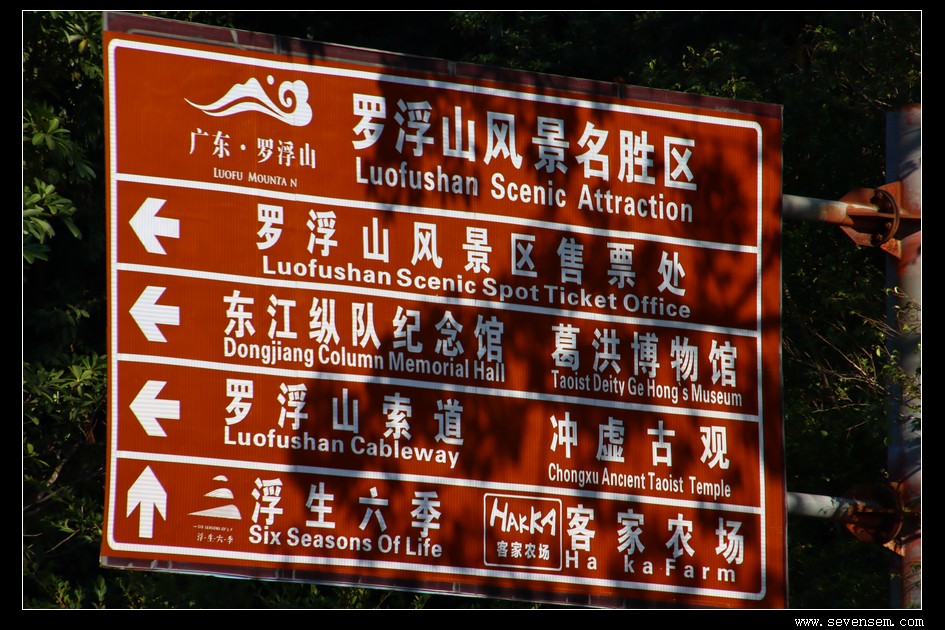 广东·罗浮山
LUOFU MOUNTA N
罗浮山风景名胜区
Luofushan Scenic Attraction
罗浮山风景区售票处
Luofushan Scenic Spot Ticket Office
东江纵队纪念馆
Dongjiang Column Memorial Hall
葛洪博物馆
Taoist Deity Ge Hong's Museum
罗浮山索道
Luofushan Cableway
冲虚古观
Chongxu Ancient Taoist Temple
浮·生·六·季
浮生六季
Six Seasons Of Life
HAKKA
客家农场
客家农场
Ha ka Farm
www.sevensem.com